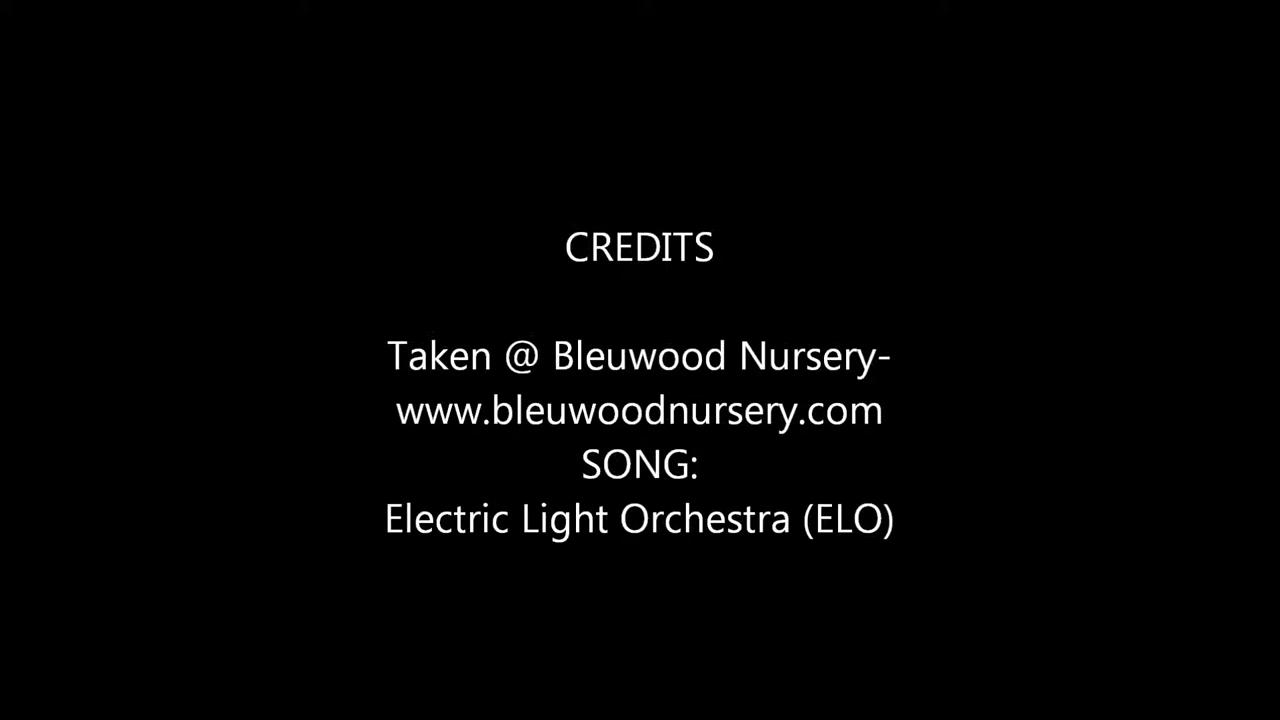 CREDITS
Taken @ Bleuwood Nursery-
www.bleuwoodnursery.com
SONG:
Electric Light Orchestra (ELO)